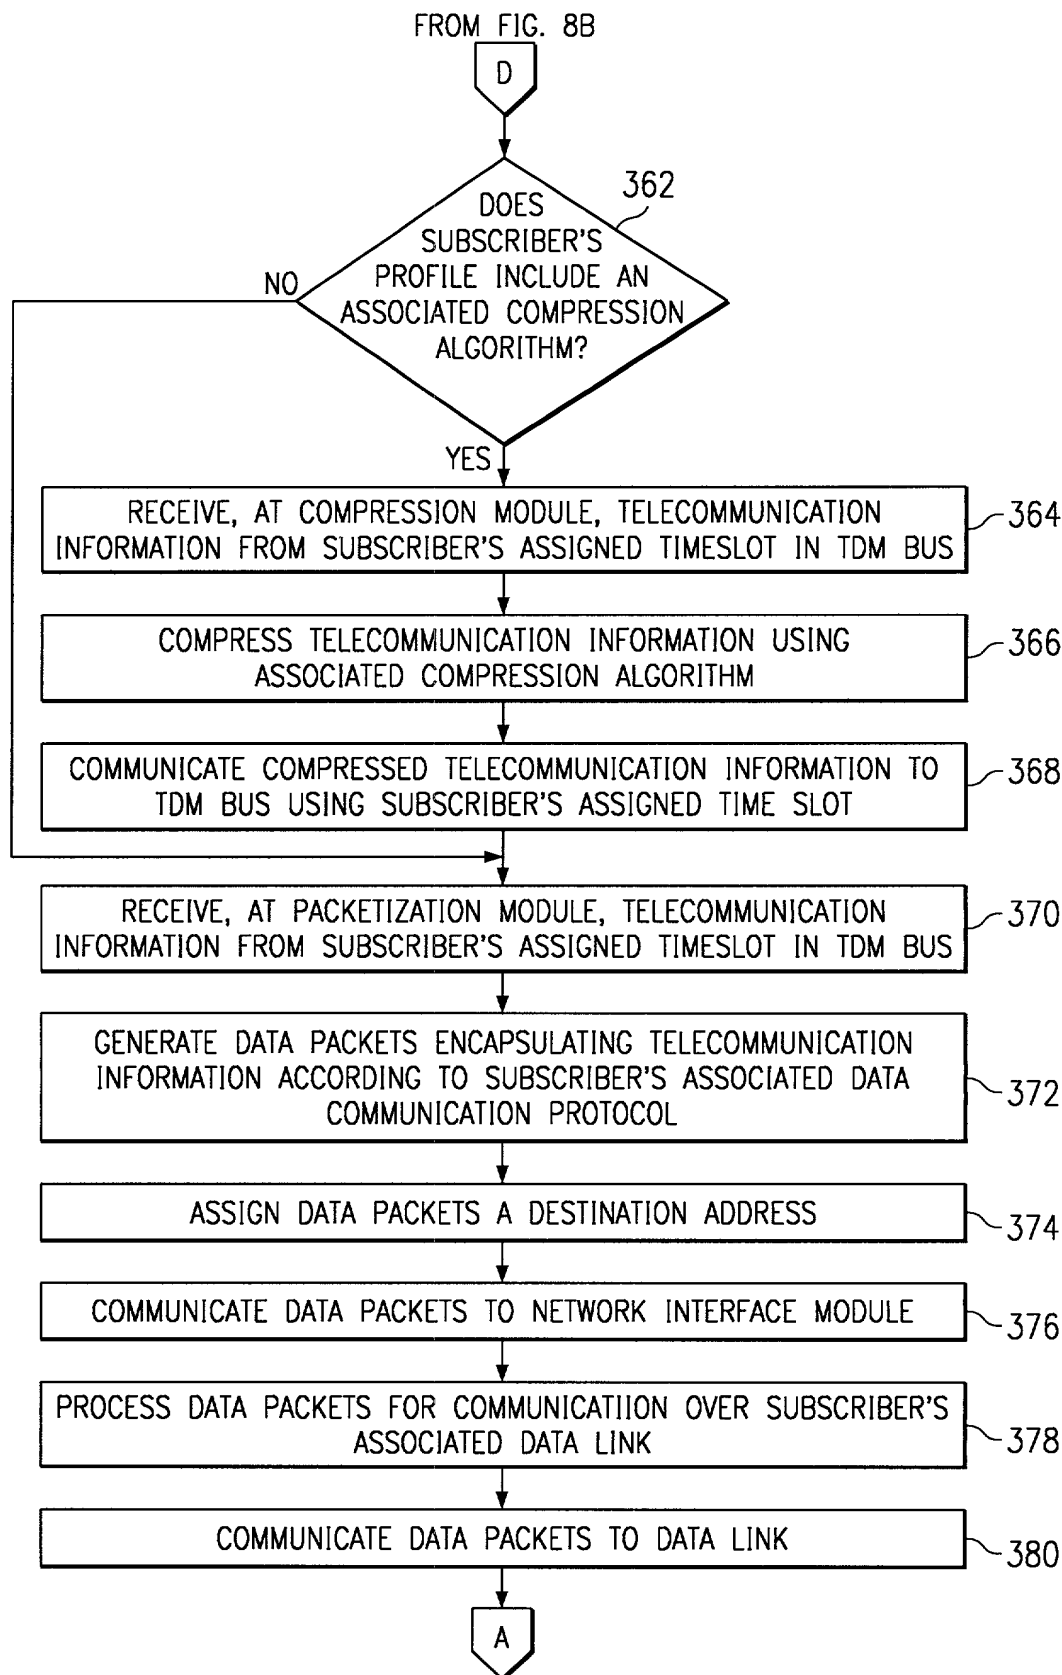 FROM FIG. 8B
D
362
DOES
SUBSCRIBER'S
PROFILE INCLUDE AN
ASSOCIATED COMPRESSION
ALGORITHM?
NO
YES
RECEIVE, AT COMPRESSION MODULE, TELECOMMUNICATION
INFORMATION FROM SUBSCRIBER'S ASSIGNED TIMESLOT IN TDM BUS
364
COMPRESS TELECOMMUNICATION INFORMATION USING
ASSOCIATED COMPRESSION ALGORITHM
366
COMMUNICATE COMPRESSED TELECOMMUNICATION INFORMATION TO
TDM BUS USING SUBSCRIBER'S ASSIGNED TIME SLOT
368
RECEIVE, AT PACKETIZATION MODULE, TELECOMMUNICATION
INFORMATION FROM SUBSCRIBER'S ASSIGNED TIMESLOT IN TDM BUS
370
GENERATE DATA PACKETS ENCAPSULATING TELECOMMUNICATION
INFORMATION ACCORDING TO SUBSCRIBER'S ASSOCIATED DATA
COMMUNICATION PROTOCOL
372
ASSIGN DATA PACKETS A DESTINATION ADDRESS
374
COMMUNICATE DATA PACKETS TO NETWORK INTERFACE MODULE
376
PROCESS DATA PACKETS FOR COMMUNICATIION OVER SUBSCRIBER'S
ASSOCIATED DATA LINK
378
COMMUNICATE DATA PACKETS TO DATA LINK
380
A